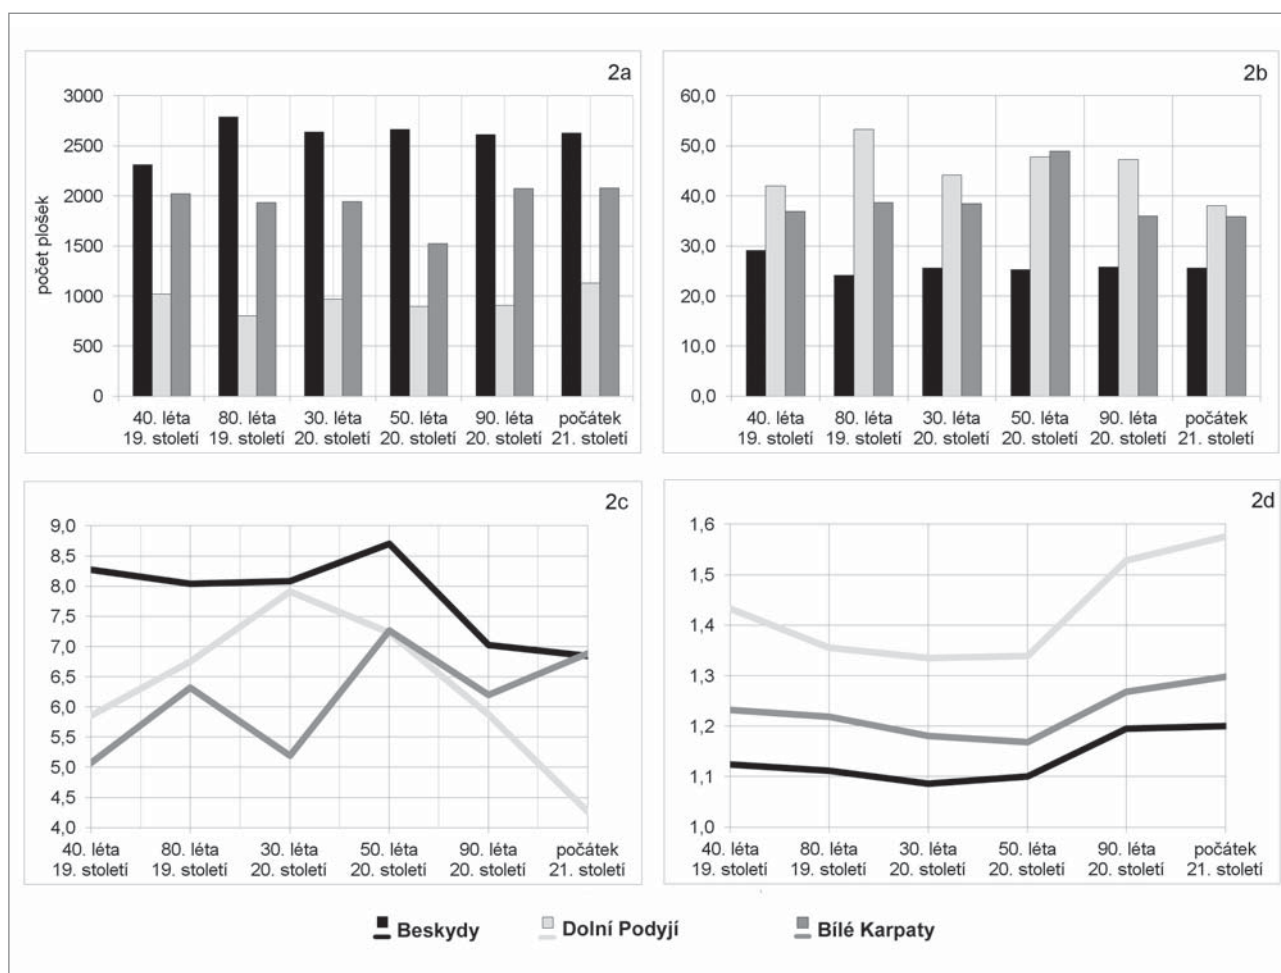 2a
počet plošek
3000
2500
2000
1500
1000
500
0
40. léta 80. léta 30. léta 50. léta 90. léta počátek
19. století 19. století 20. století 20. století 20. století 21. století
2b
60,0
50,0
40,0
30,0
20,0
10,0
0,0
40. léta 80. léta 30. léta 50. léta 90. léta počátek
19. století 19. století 20. století 20. století 20. století 21. století
2c
9,0
8,5
8,0
7,5
7,0
6,5
6,0
5,5
5,0
4,5
4,0
40. léta 80. léta 30. léta 50. léta 90. léta počátek
19. století 19. století 20. století 20. století 20. století 21. století
2d
1,6
1,5
1,4
1,3
1,2
1,1
1,0
40. léta 80. léta 30. léta 50. léta 90. léta počátek
19. století 19. století 20. století 20. století 20. století 21. století
Beskydy Dolní Podyjí Bílé Karpaty